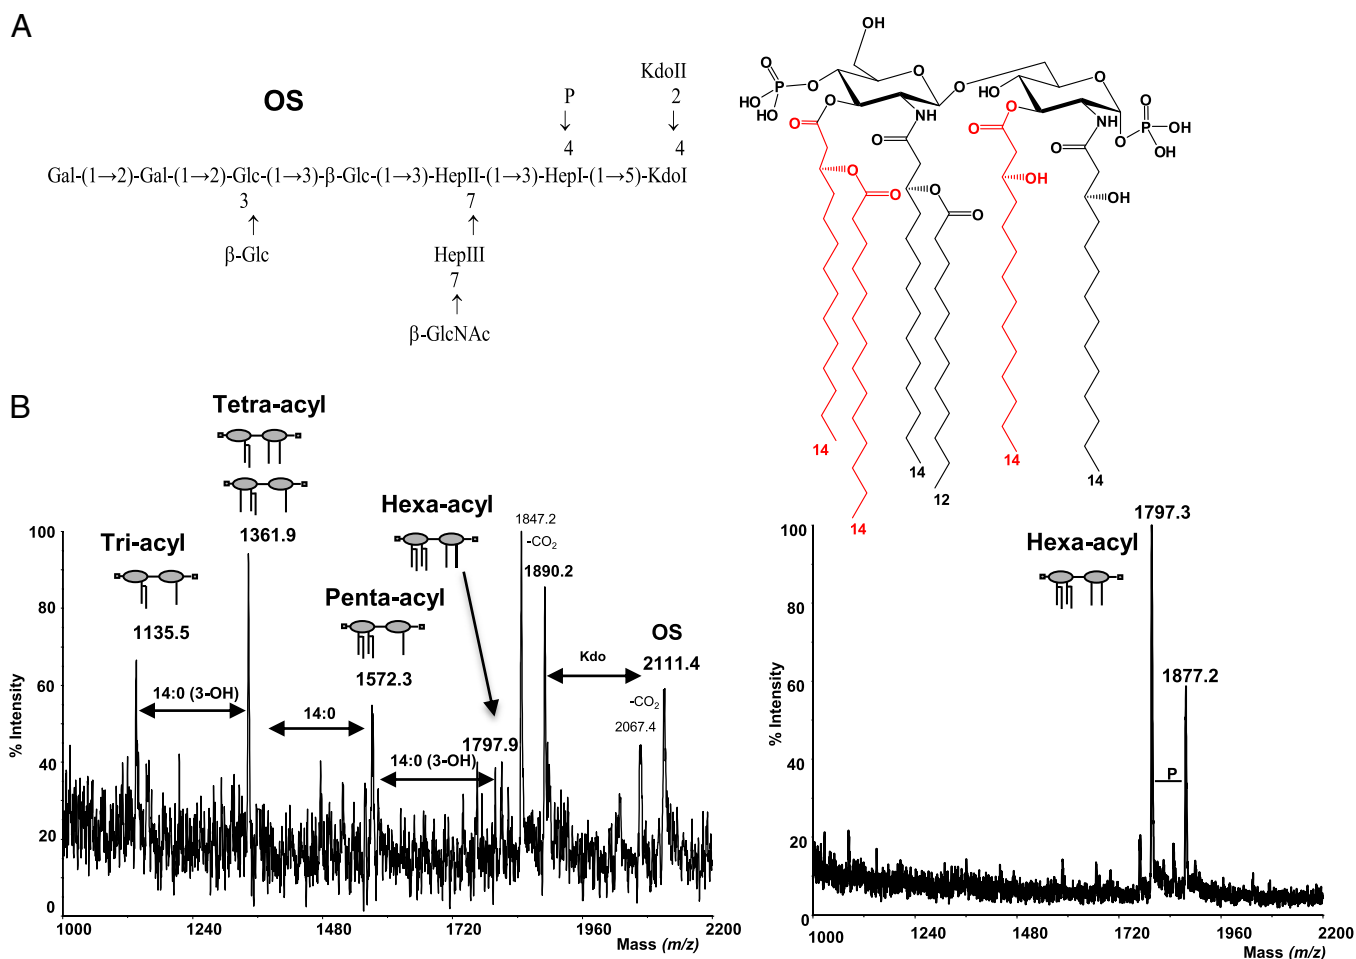 A
OS
KdoII
P 2
↓ ↓
4 4
Gal-(1→2)-Gal-(1→2)-Glc-(1→3)-β-Glc-(1→3)-HepII-(1→3)-HepI-(1→5)-KdoI
3 7
↑ ↑
β-Glc HepIII
7
↑
β-GlcNAc
OH
O
HO P O
HO
O
O
O
HO
O
O
NH
O
O
NH
O
O
P OH
OH
O
O
O
O
O
O
O
OH
O
OH
14
14
14
12
14
14
B
Tetra-acyl
1361.9
Tri-acyl
1135.5
Hexa-acyl
Penta-acyl
1572.3
1847.2
-CO2
1890.2
OS
2111.4
Kdo
-CO2
2067.4
1797.9
14:0 (3-OH)
14:0
14:0 (3-OH)
% Intensity
100
80
60
40
20
0
1000 1240 1480 1720 1960 2200
Mass (m/z)
1797.3
Hexa-acyl
1877.2
P
% Intensity
100
80
60
40
20
0
1000 1240 1480 1720 1960 2200
Mass (m/z)